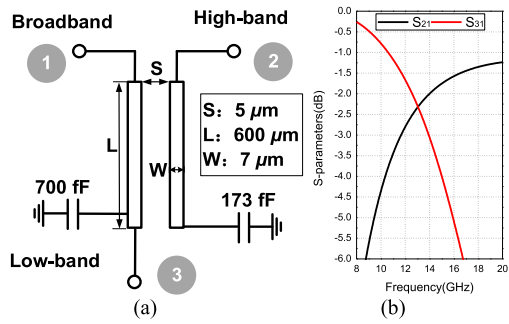 Broadband
High-band
1
2
S
S: 5 μm
L: 600 μm
W: 7 μm
L
W
700 fF
173 fF
Low-band
3
(a)
S21
S31
S-parameters(dB)
0.0
-0.5
-1.0
-1.5
-2.0
-2.5
-3.0
-3.5
-4.0
-4.5
-5.0
-5.5
-6.0
8 10 12 14 16 18 20
Frequency(GHz)
(b)